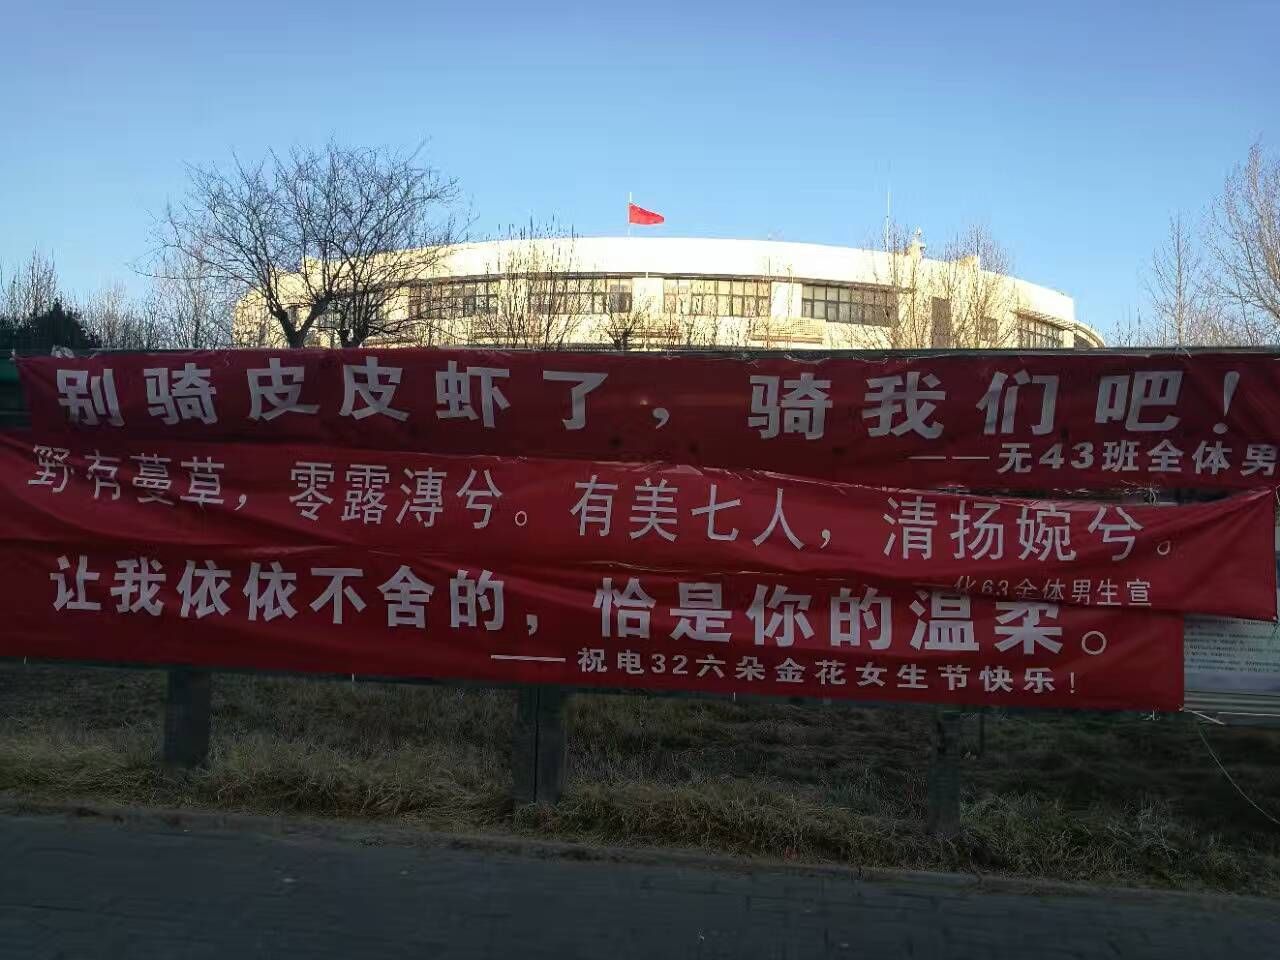 别骑皮皮虾了，骑我们吧！
——无43班全体男
野有蔓草，零露漙兮。有美七人，清扬婉兮。
化63全体男生宣
让我依依不舍的，恰是你的温柔。
——祝电32六朵金花女生节快乐！